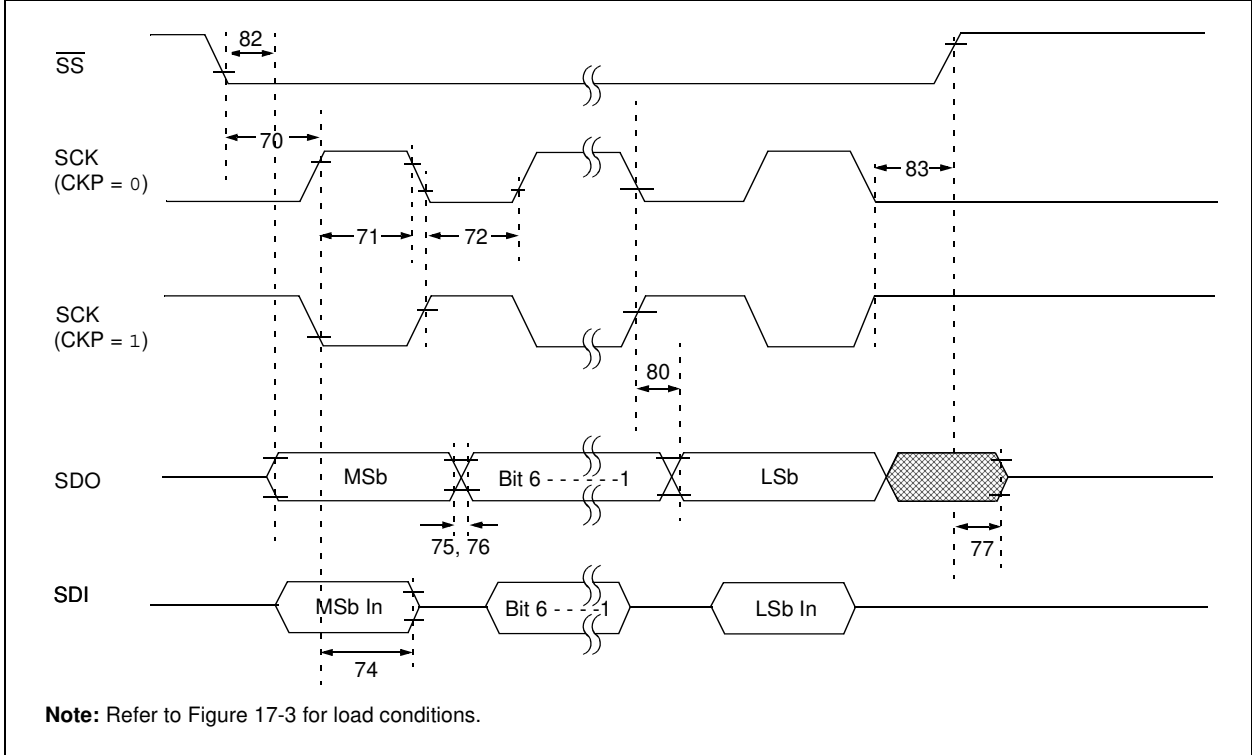 SS
82
70
SCK
(CKP = 0)
83
71
72
SCK
(CKP = 1)
80
SDO
MSb
Bit 6 - - - - - -1
LSb
75, 76
77
SDI
MSb In
Bit 6 - - - -1
LSb In
74
Note: Refer to Figure 17-3 for load conditions.